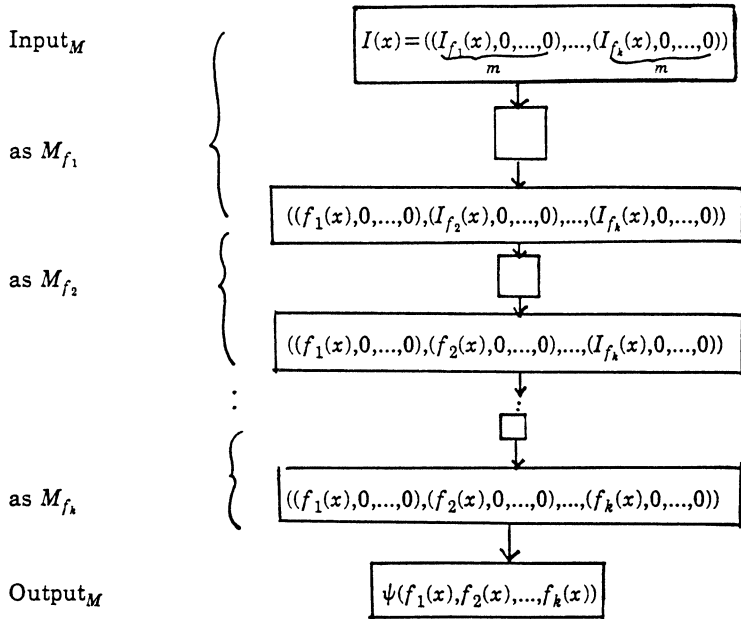 Input_M I(x)=((I_{f_1}(x),0,...,0),...,(I_{f_k}(x),0,...,0))
m m
as M_{f_1}
((f_1(x),0,...,0),(I_{f_2}(x),0,...,0),...,(I_{f_k}(x),0,...,0))
as M_{f_2}
((f_1(x),0,...,0),(f_2(x),0,...,0),...,(I_{f_k}(x),0,...,0))
⋮ ⋮
as M_{f_k} ((f_1(x),0,...,0),(f_2(x),0,...,0),...,(f_k(x),0,...,0))
Output_M ψ(f_1(x),f_2(x),...,f_k(x))